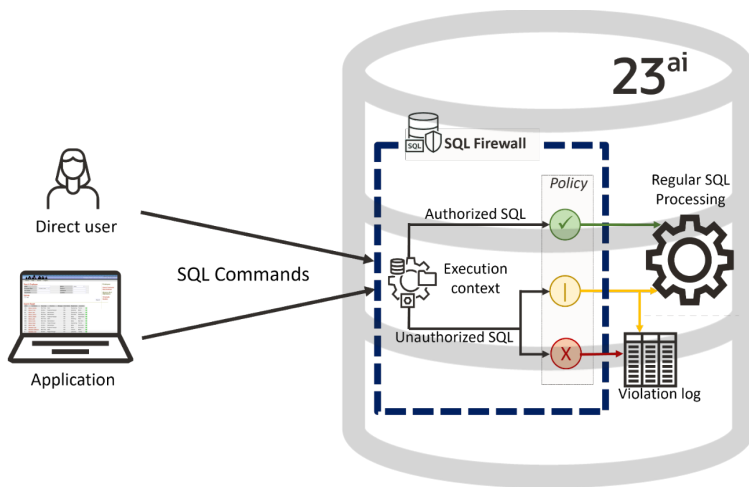 23ai
SQL
SQL Firewall
Policy
Regular SQL
Processing
Direct user
Authorized SQL
✓
SQL Commands
Execution
context
|
Unauthorized SQL
X
Application
Violation log